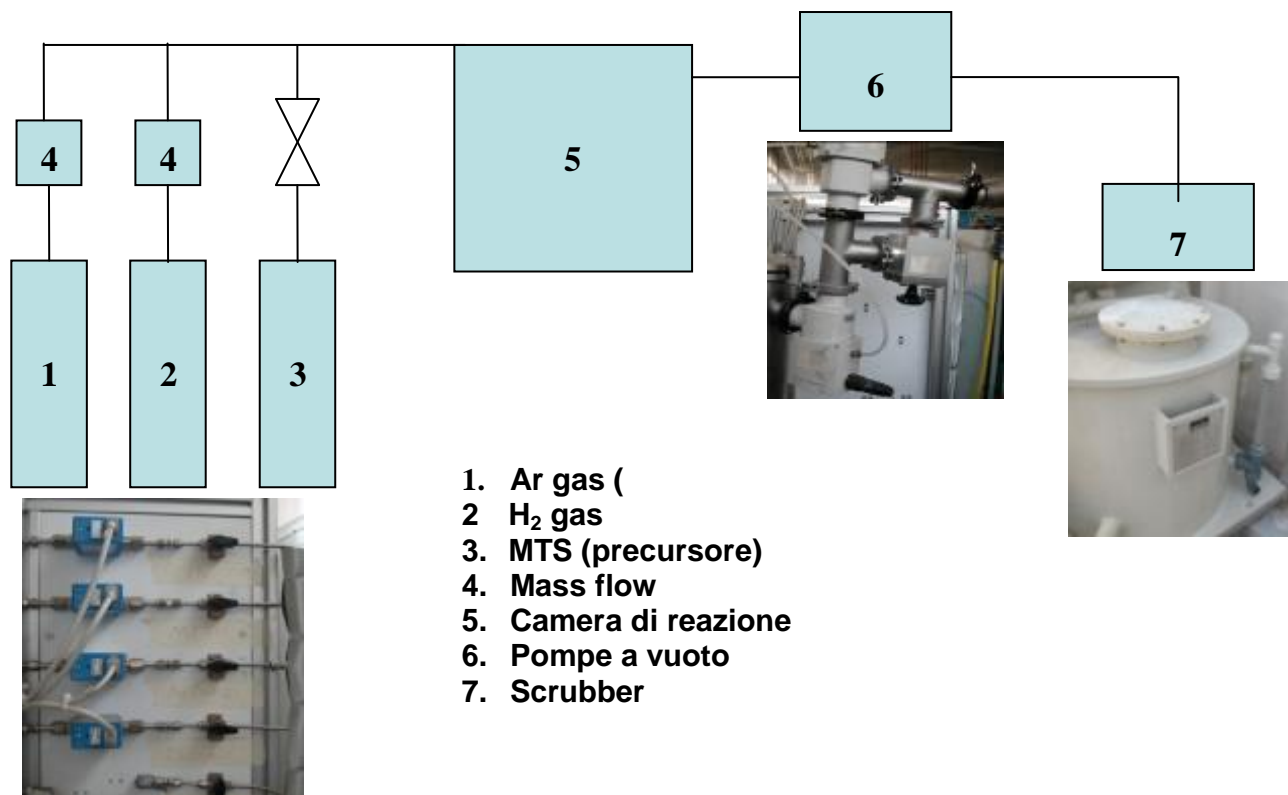 4
4
5
6
7
1
2
3
1. Ar gas (
2 H₂ gas
3. MTS (precursore)
4. Mass flow
5. Camera di reazione
6. Pompe a vuoto
7. Scrubber